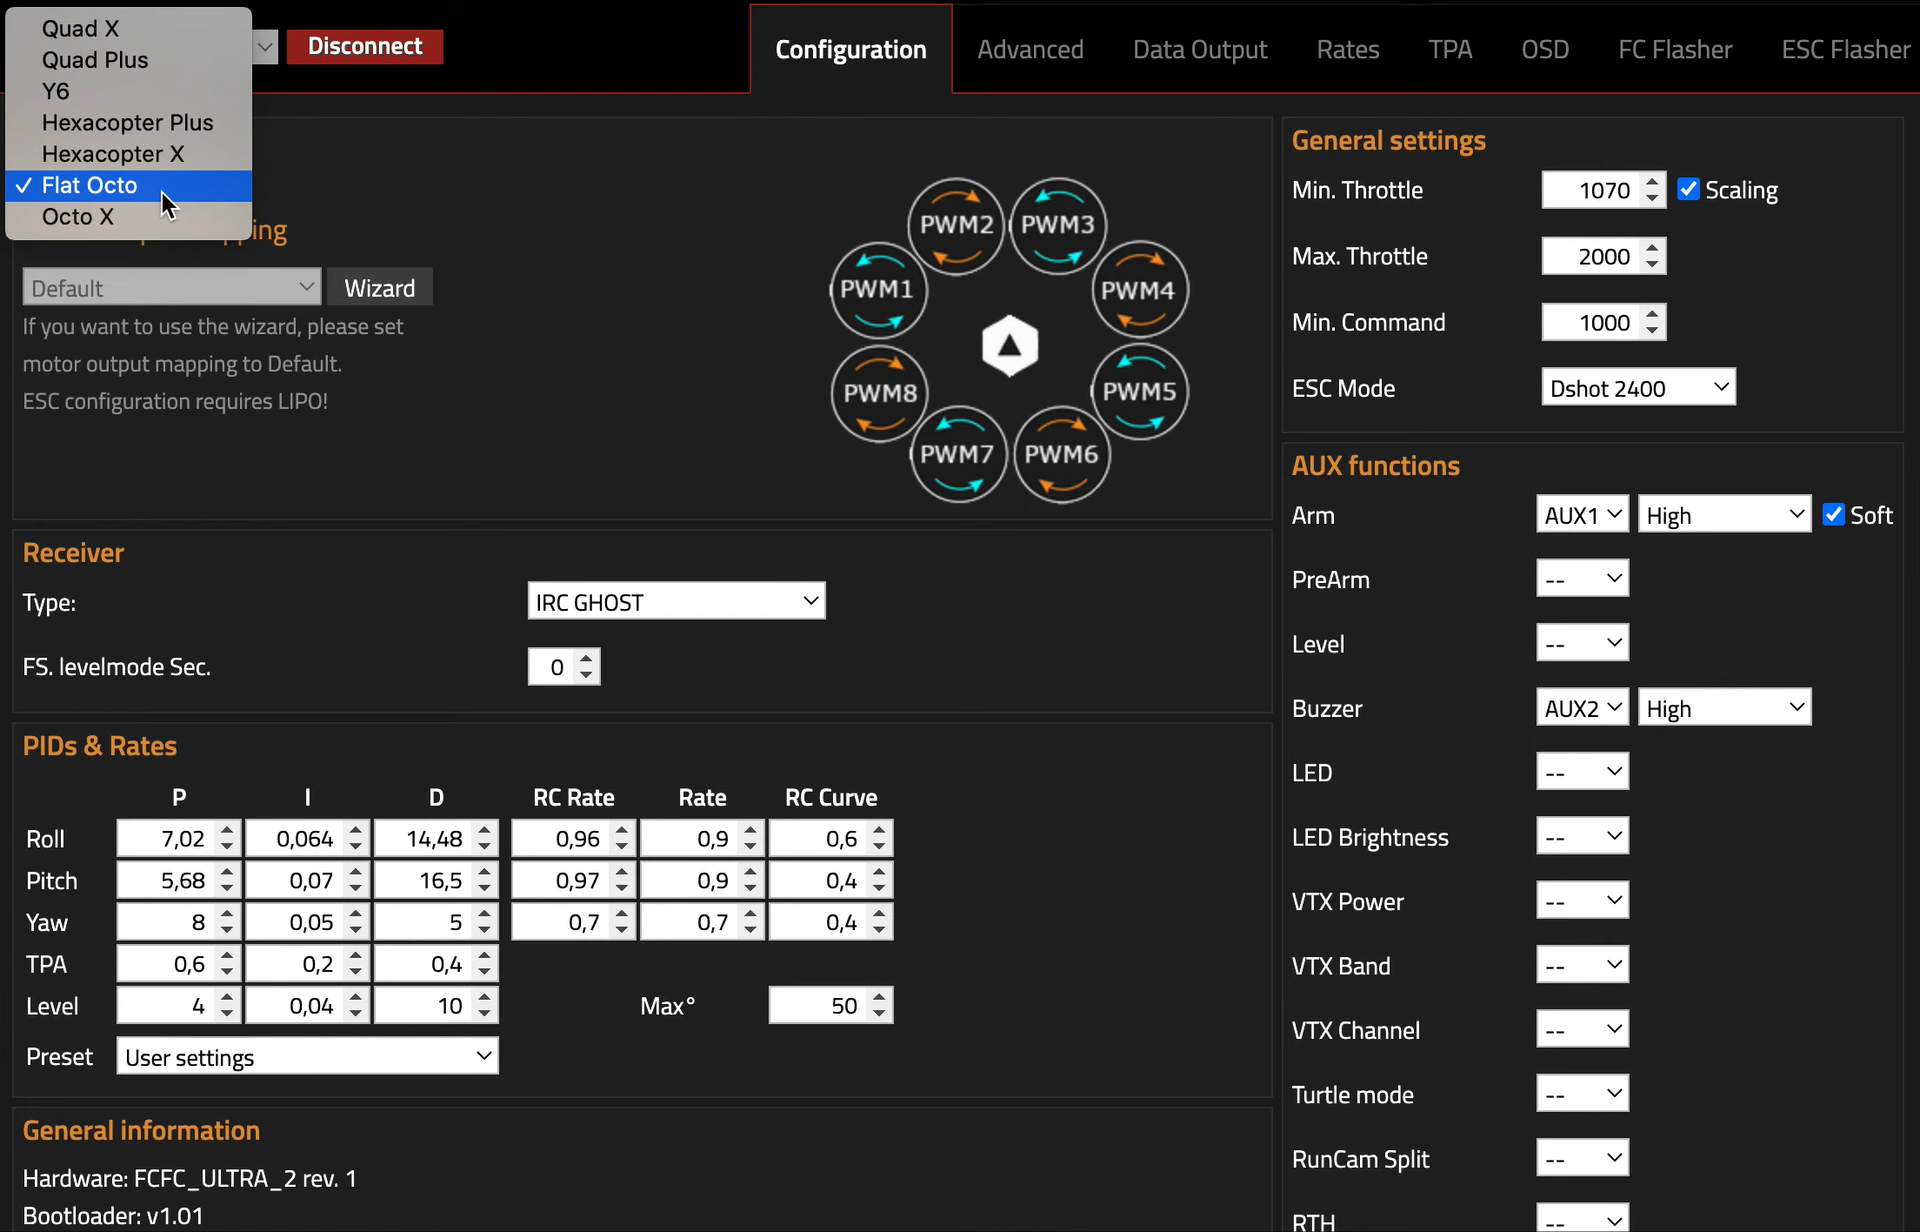 Quad X
Quad Plus
Y6
Hexacopter Plus
Hexacopter X
✓ Flat Octo
Octo X
Disconnect
Configuration
Advanced
Data Output
Rates
TPA
OSD
FC Flasher
ESC Flasher
Default
Wizard
If you want to use the wizard, please set
motor output mapping to Default.
ESC configuration requires LIPO!
PWM2 PWM3
PWM1 PWM4
PWM8 PWM5
PWM7 PWM6
Receiver
Type: IRC GHOST
FS. levelmode Sec. 0
PIDs & Rates
P I D RC Rate Rate RC Curve
Roll 7,02 0,064 14,48 0,96 0,9 0,6
Pitch 5,68 0,07 16,5 0,97 0,9 0,4
Yaw 8 0,05 5 0,7 0,7 0,4
TPA 0,6 0,2 0,4
Level 4 0,04 10 Max° 50
Preset User settings
General information
Hardware: FCFC_ULTRA_2 rev. 1
Bootloader: v1.01
General settings
Min. Throttle 1070 Scaling
Max. Throttle 2000
Min. Command 1000
ESC Mode Dshot 2400
AUX functions
Arm AUX1 High Soft
PreArm --
Level --
Buzzer AUX2 High
LED --
LED Brightness --
VTX Power --
VTX Band --
VTX Channel --
Turtle mode --
RunCam Split --
RTH --